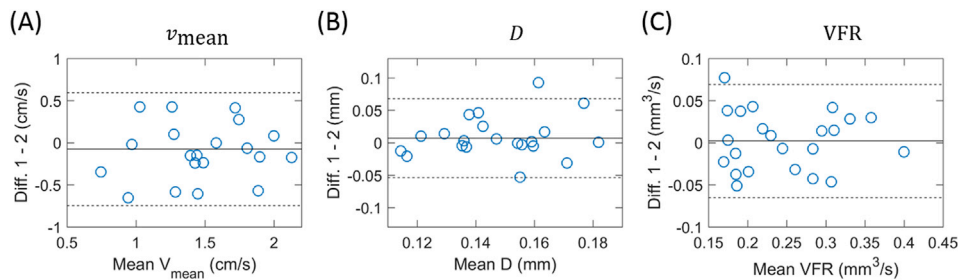 (A)
v_mean
Diff. 1 - 2 (cm/s)
1
0.5
0
-0.5
-1
0.5
1
1.5
2
Mean V_mean (cm/s)
(B)
D
Diff. 1 - 2 (mm)
0.1
0.05
0
-0.05
-0.1
0.12
0.14
0.16
0.18
Mean D (mm)
(C)
VFR
Diff. 1 - 2 (mm³/s)
0.1
0.05
0
-0.05
-0.1
0.15
0.2
0.25
0.3
0.35
0.4
0.45
Mean VFR (mm³/s)